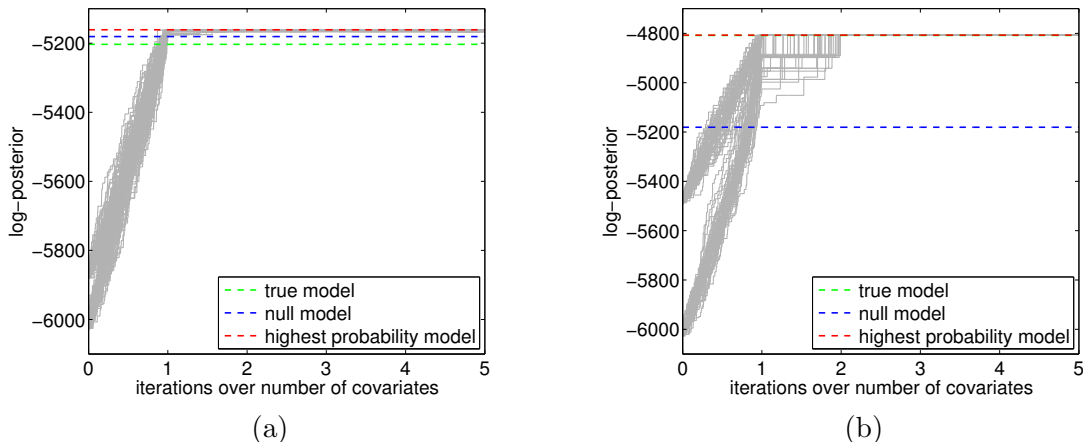 −5200
−5400
−5600
−5800
−6000
log−posterior
0 1 2 3 4 5
iterations over number of covariates
true model
null model
highest probability model
(a)
−4800
−5000
−5200
−5400
−5600
−5800
−6000
log−posterior
0 1 2 3 4 5
iterations over number of covariates
true model
null model
highest probability model
(b)